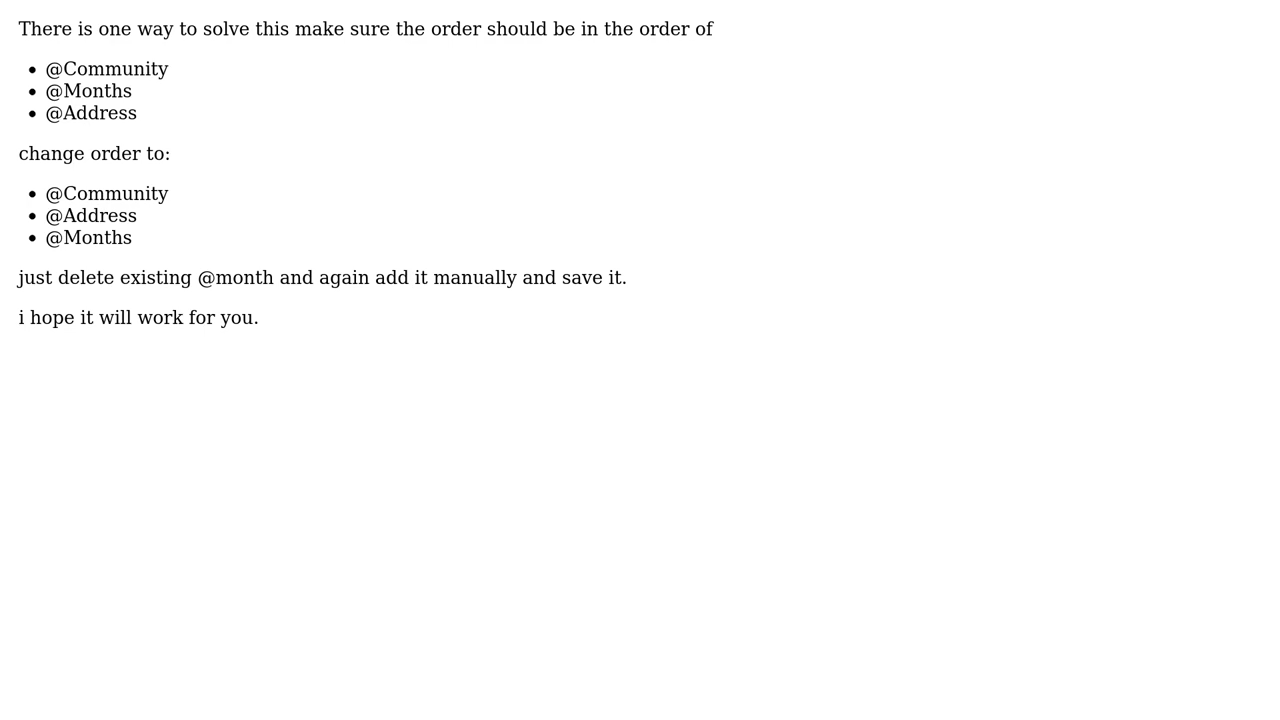 There is one way to solve this make sure the order should be in the order of
• @Community
• @Months
• @Address
change order to:
• @Community
• @Address
• @Months
just delete existing @month and again add it manually and save it.
i hope it will work for you.